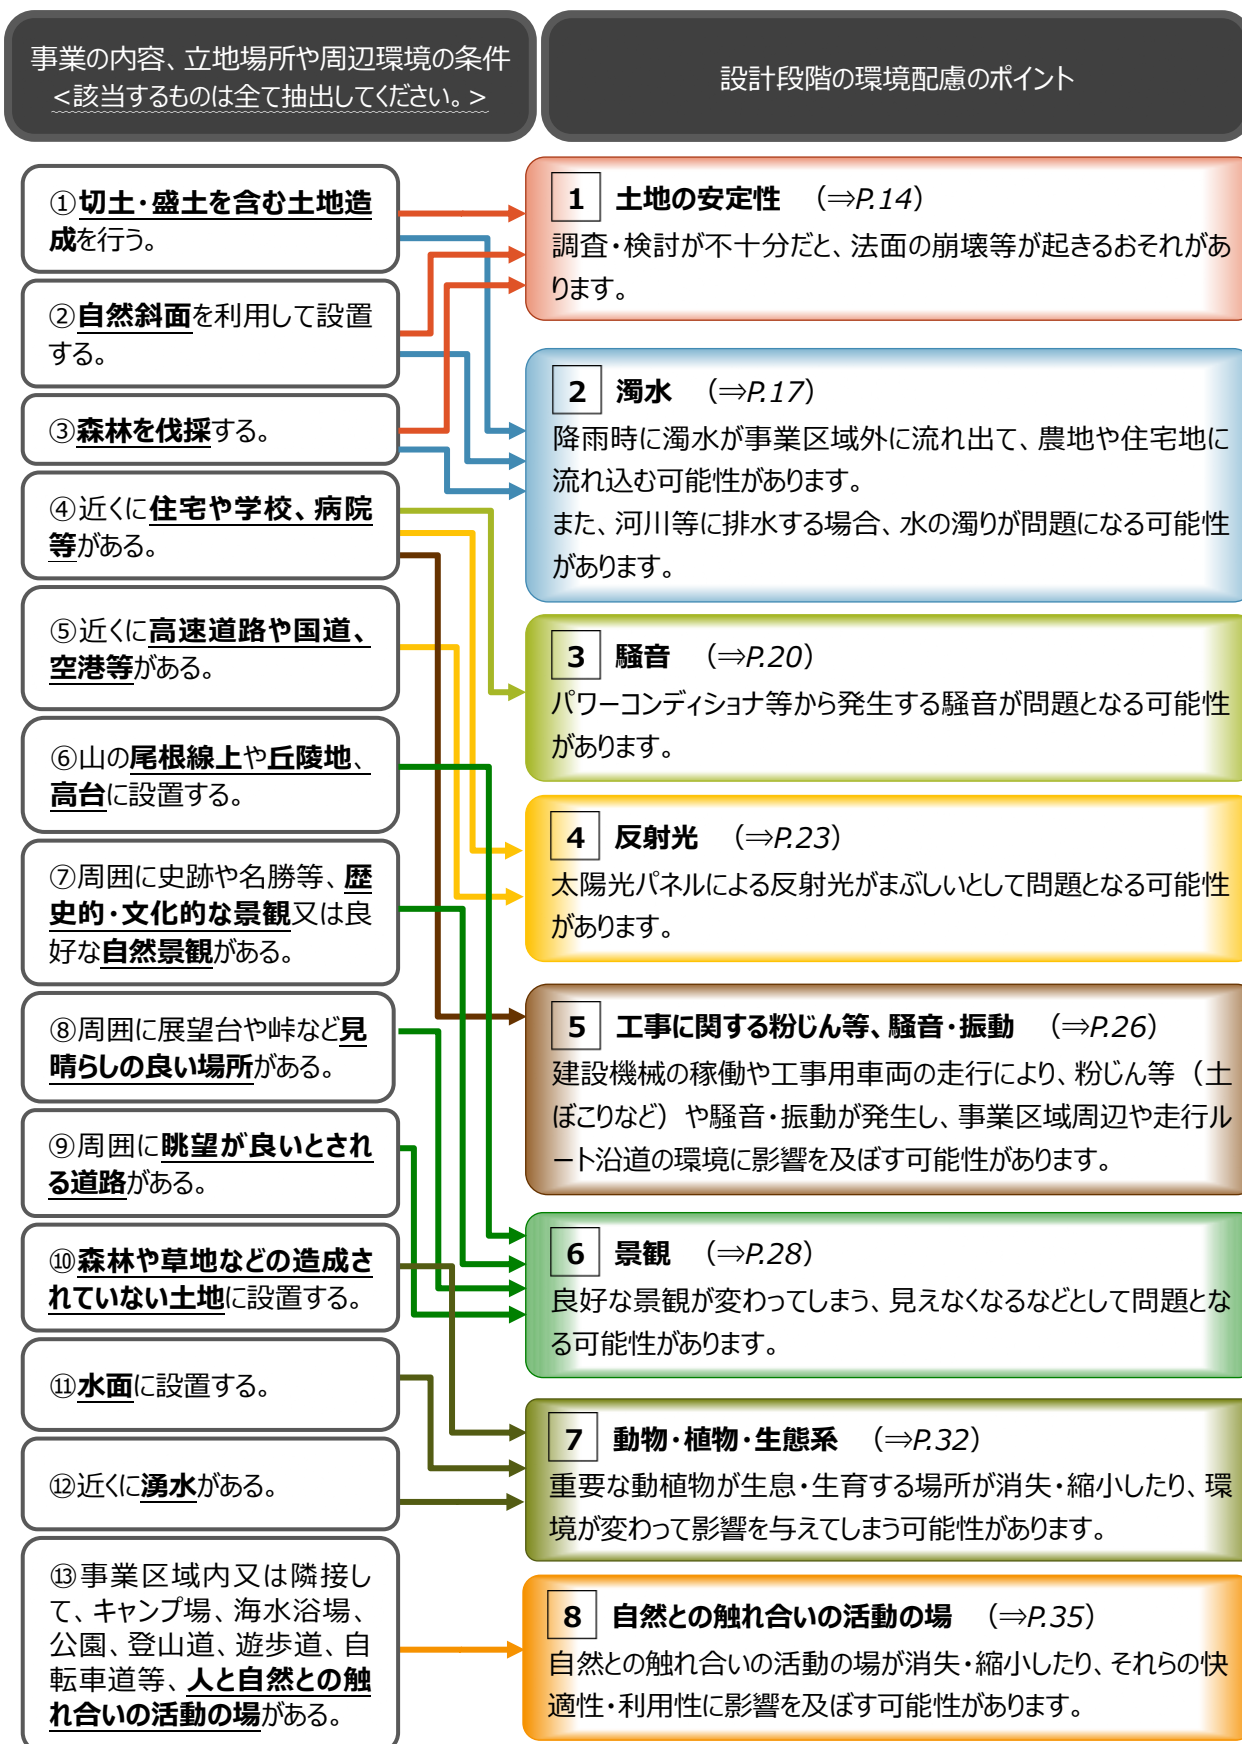 事業の内容、立地場所や周辺環境の条件
<該当するものは全て抽出してください。>
設計段階の環境配慮のポイント
①切土・盛土を含む土地造
成を行う。
②自然斜面を利用して設置
する。
③森林を伐採する。
④近くに住宅や学校、病院
等がある。
⑤近くに高速道路や国道、
空港等がある。
⑥山の尾根線上や丘陵地、
高台に設置する。
⑦周囲に史跡や名勝等、歴
史的・文化的な景観又は良
好な自然景観がある。
⑧周囲に展望台や峠など見
晴らしの良い場所がある。
⑨周囲に眺望が良いとされ
る道路がある。
⑩森林や草地などの造成さ
れていない土地に設置する。
⑪水面に設置する。
⑫近くに湧水がある。
⑬事業区域内又は隣接し
て、キャンプ場、海水浴場、
公園、登山道、遊歩道、自
転車道等、人と自然との触
れ合いの活動の場がある。
1 土地の安定性 （⇒P.14）
調査・検討が不十分だと、法面の崩壊等が起きるおそれがあ
ります。
2 濁水 （⇒P.17）
降雨時に濁水が事業区域外に流れ出て、農地や住宅地に
流れ込む可能性があります。
また、河川等に排水する場合、水の濁りが問題になる可能性
があります。
3 騒音 （⇒P.20）
パワーコンディショナ等から発生する騒音が問題となる可能性
があります。
4 反射光 （⇒P.23）
太陽光パネルによる反射光がまぶしいとして問題となる可能性
があります。
5 工事に関する粉じん等、騒音・振動 （⇒P.26）
建設機械の稼働や工事用車両の走行により、粉じん等（土
ぼこりなど）や騒音・振動が発生し、事業区域周辺や走行ル
ート沿道の環境に影響を及ぼす可能性があります。
6 景観 （⇒P.28）
良好な景観が変わってしまう、見えなくなるなどとして問題とな
る可能性があります。
7 動物・植物・生態系 （⇒P.32）
重要な動植物が生息・生育する場所が消失・縮小したり、環
境が変わって影響を与えてしまう可能性があります。
8 自然との触れ合いの活動の場 （⇒P.35）
自然との触れ合いの活動の場が消失・縮小したり、それらの快
適性・利用性に影響を及ぼす可能性があります。